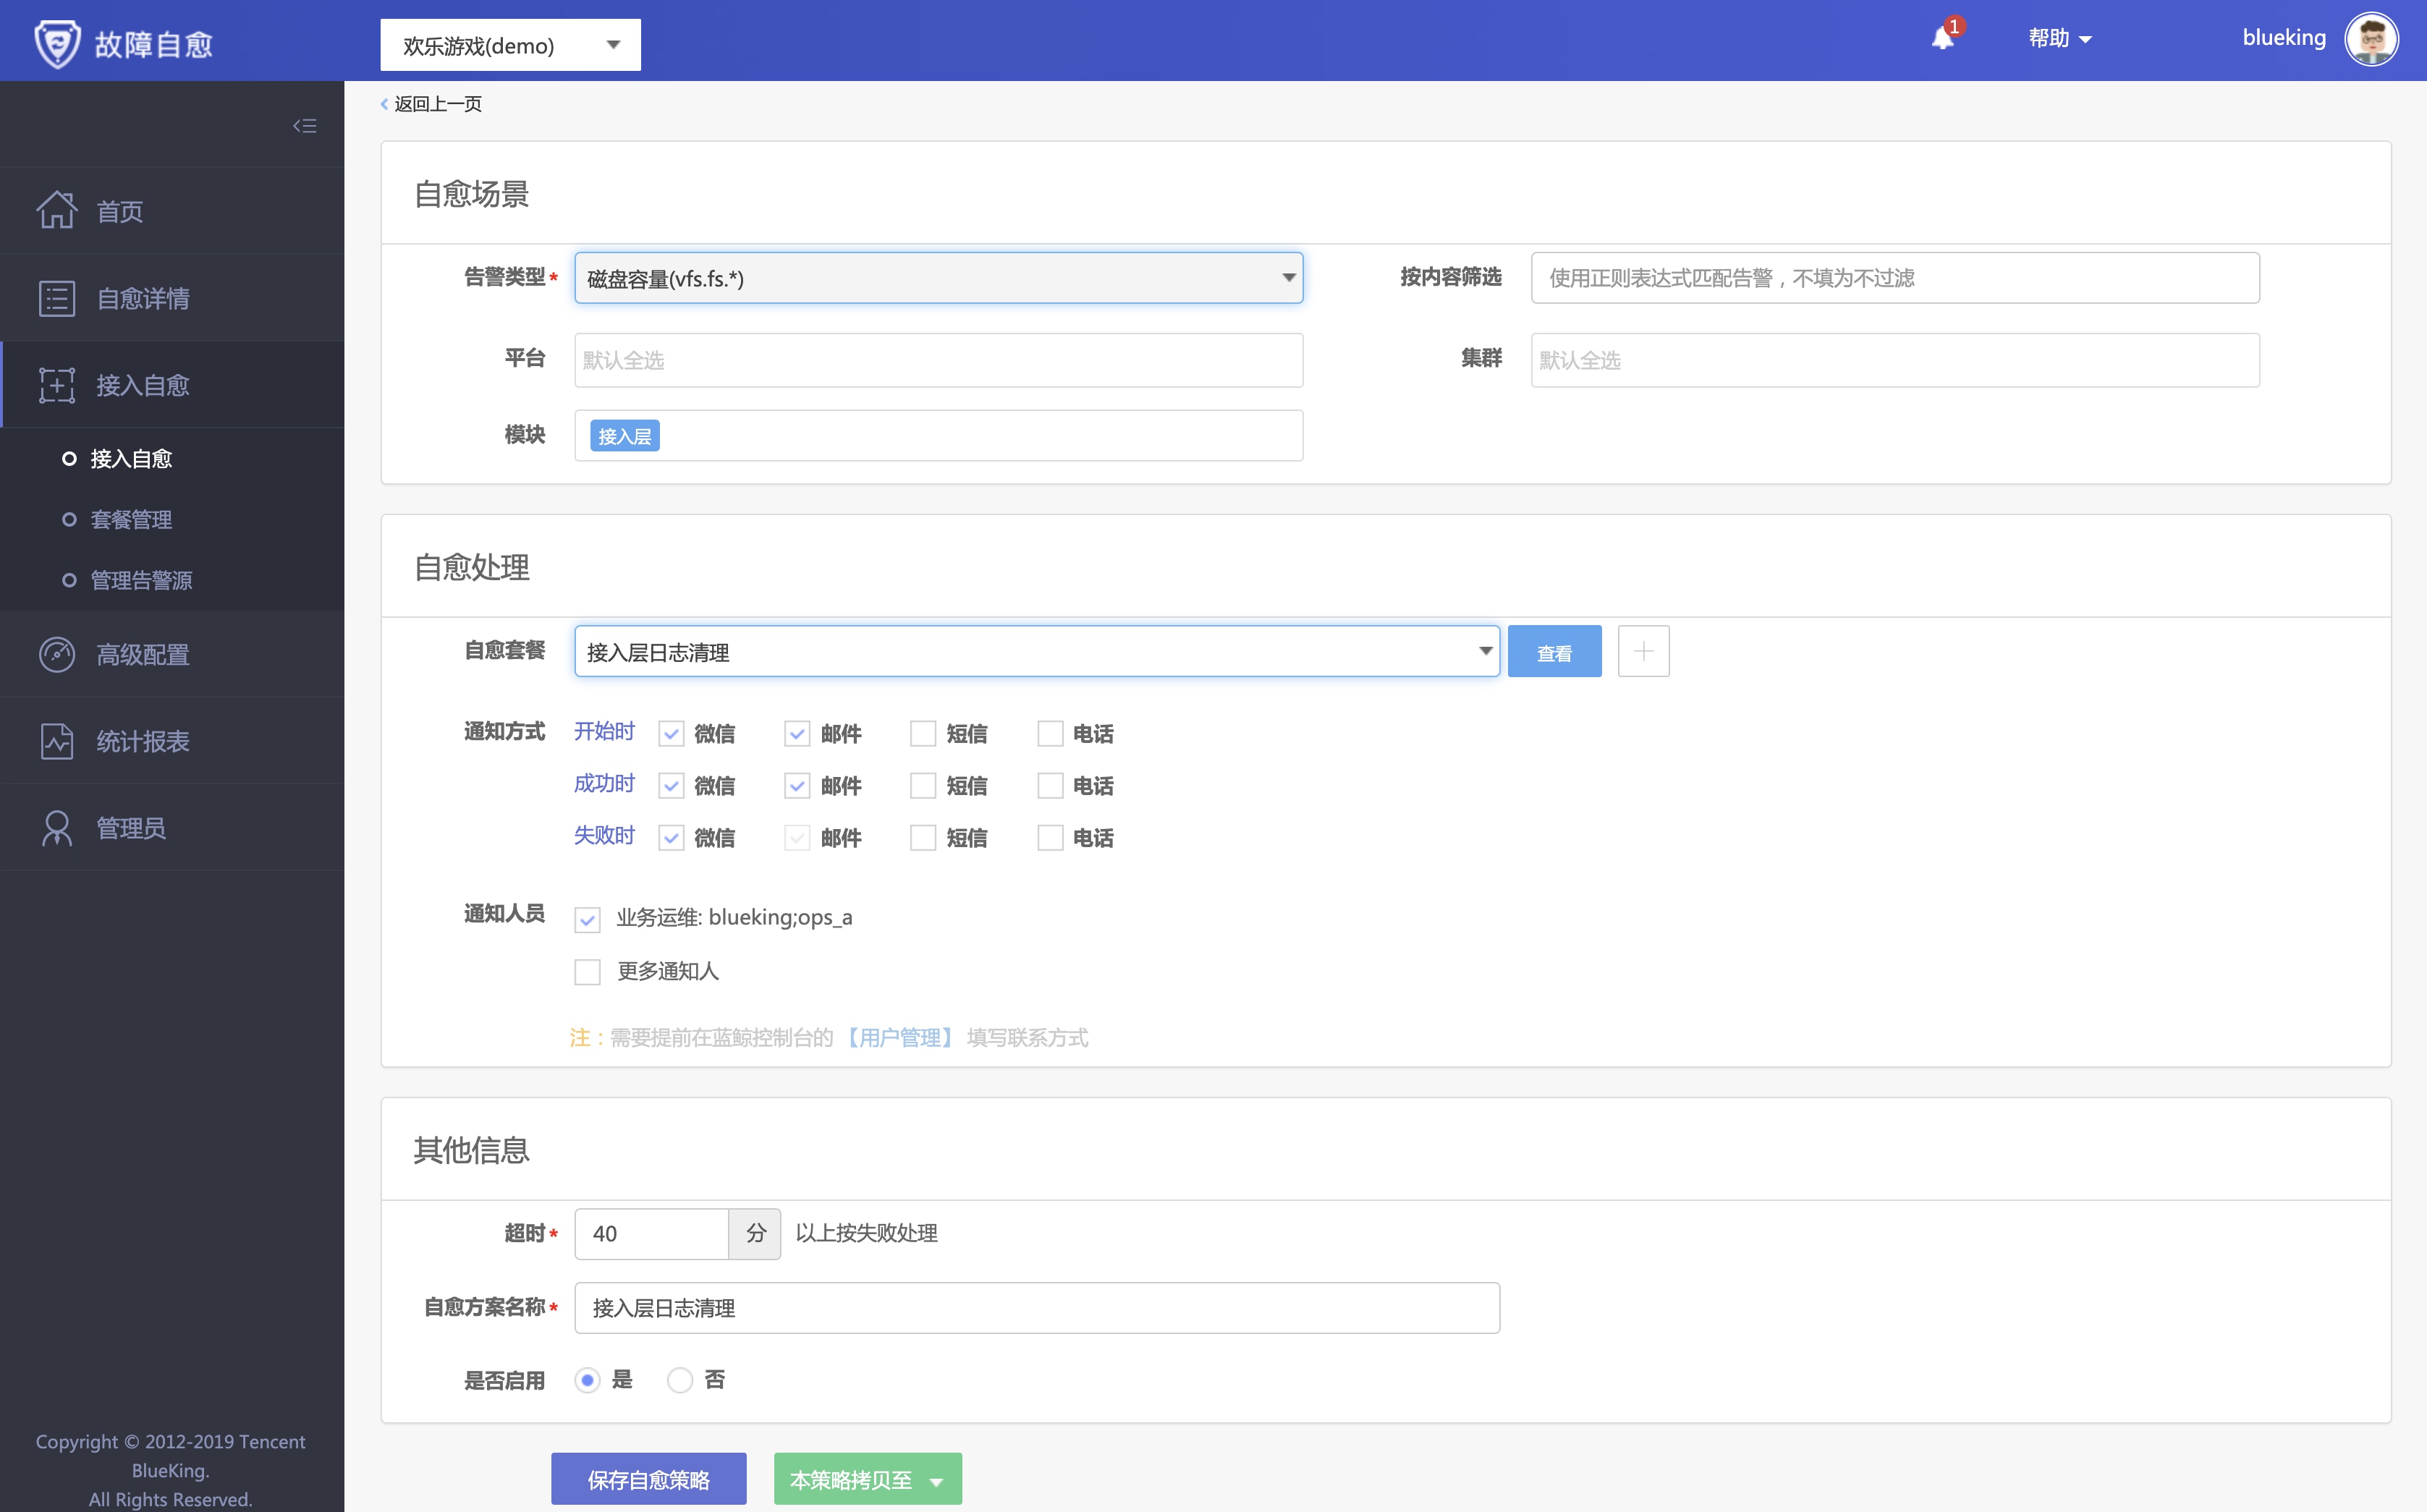 故障自愈
欢乐游戏(demo)
1
帮助
blueking
返回上一页
首页
自愈详情
接入自愈
接入自愈
套餐管理
管理告警源
高级配置
统计报表
管理员
Copyright © 2012-2019 Tencent
BlueKing.
All Rights Reserved.
自愈场景
告警类型* 磁盘容量(vfs.fs.*)
按内容筛选 使用正则表达式匹配告警，不填为不过滤
平台 默认全选
集群 默认全选
模块 接入层
自愈处理
自愈套餐 接入层日志清理 查看
通知方式 开始时 微信 邮件 短信 电话
成功时 微信 邮件 短信 电话
失败时 微信 邮件 短信 电话
通知人员 业务运维: blueking;ops_a
更多通知人
注：需要提前在蓝鲸控制台的 【用户管理】 填写联系方式
其他信息
超时* 40 分 以上按失败处理
自愈方案名称* 接入层日志清理
是否启用 是 否
保存自愈策略 本策略拷贝至